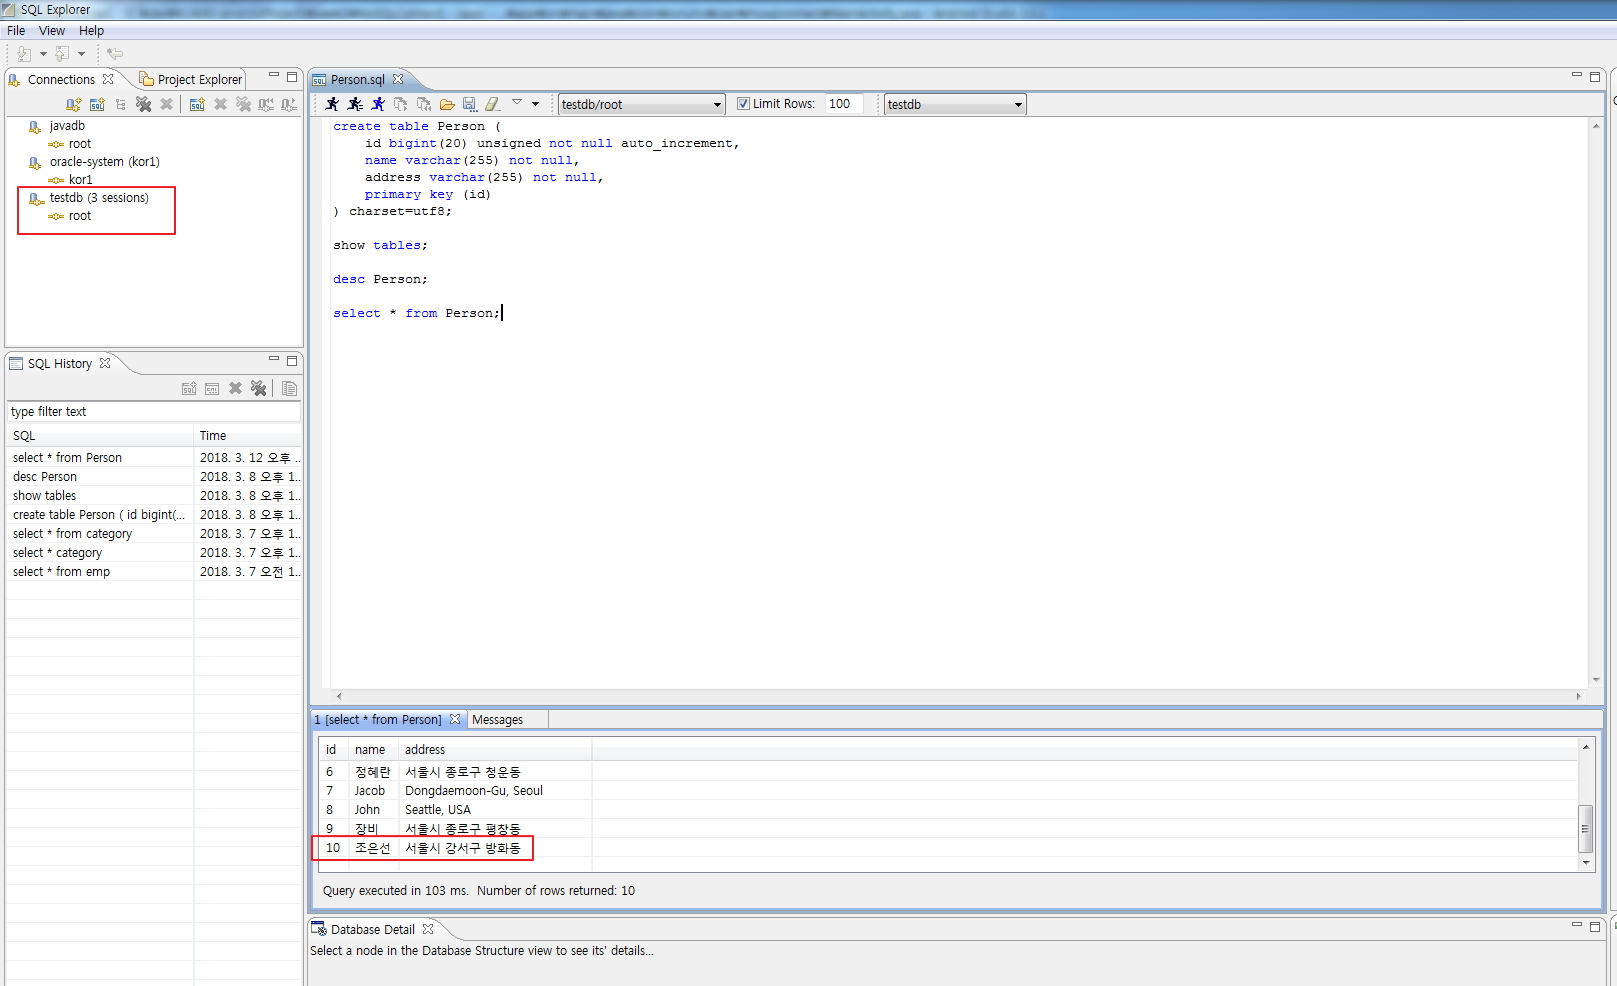 SQL Explorer
File View Help
Connections Project Explorer
javadb
root
oracle-system (kor1)
kor1
testdb (3 sessions)
root
SQL History
type filter text
SQL Time
select * from Person 2018. 3. 12 오후 ..
desc Person 2018. 3. 8 오후 1..
show tables 2018. 3. 8 오후 1..
create table Person ( id bigint(... 2018. 3. 8 오후 1..
select * from category 2018. 3. 7 오후 1..
select * category 2018. 3. 7 오후 1..
select * from emp 2018. 3. 7 오전 1..
Person.sql
testdb/root Limit Rows: 100 testdb
create table Person (
id bigint(20) unsigned not null auto_increment,
name varchar(255) not null,
address varchar(255) not null,
primary key (id)
) charset=utf8;
show tables;
desc Person;
select * from Person;
1 [select * from Person] Messages
id name address
6 정혜란 서울시 종로구 청운동
7 Jacob Dongdaemoon-Gu, Seoul
8 John Seattle, USA
9 장비 서울시 종로구 평창동
10 조은선 서울시 강서구 방화동
Query executed in 103 ms. Number of rows returned: 10
Database Detail
Select a node in the Database Structure view to see its' details...